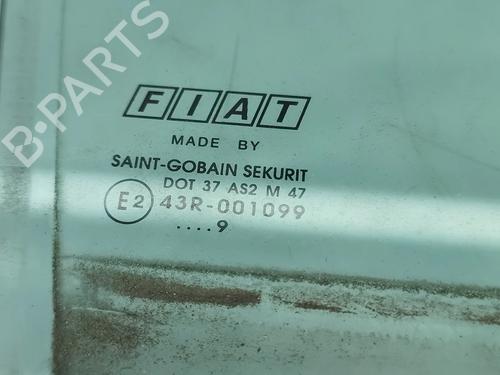 B-PARTS
FIAT
MADE BY
SAINT-GOBAIN SEKURIT
DOT 37 AS2 M 47
E2 43R-001099
....9